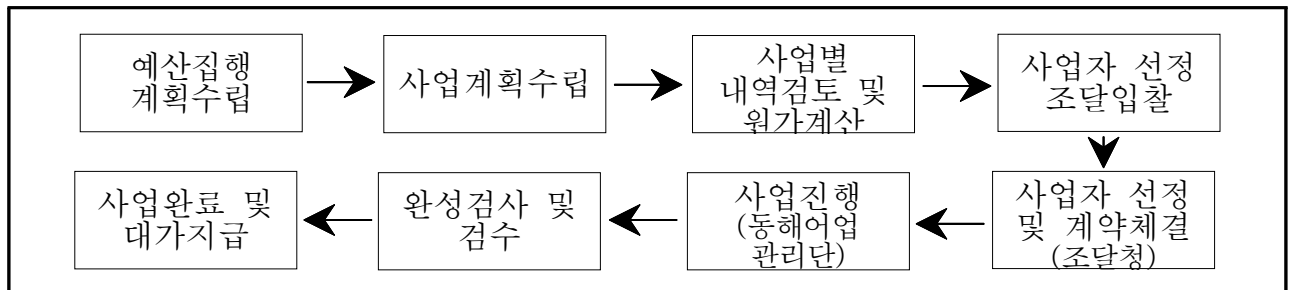 예산집행
계획수립
사업계획수립
사업별
내역검토 및
원가계산
사업자 선정
조달입찰
사업자 선정
및 계약체결
(조달청)
사업진행
(동해어업
관리단)
완성검사 및
검수
사업완료 및
대가지급